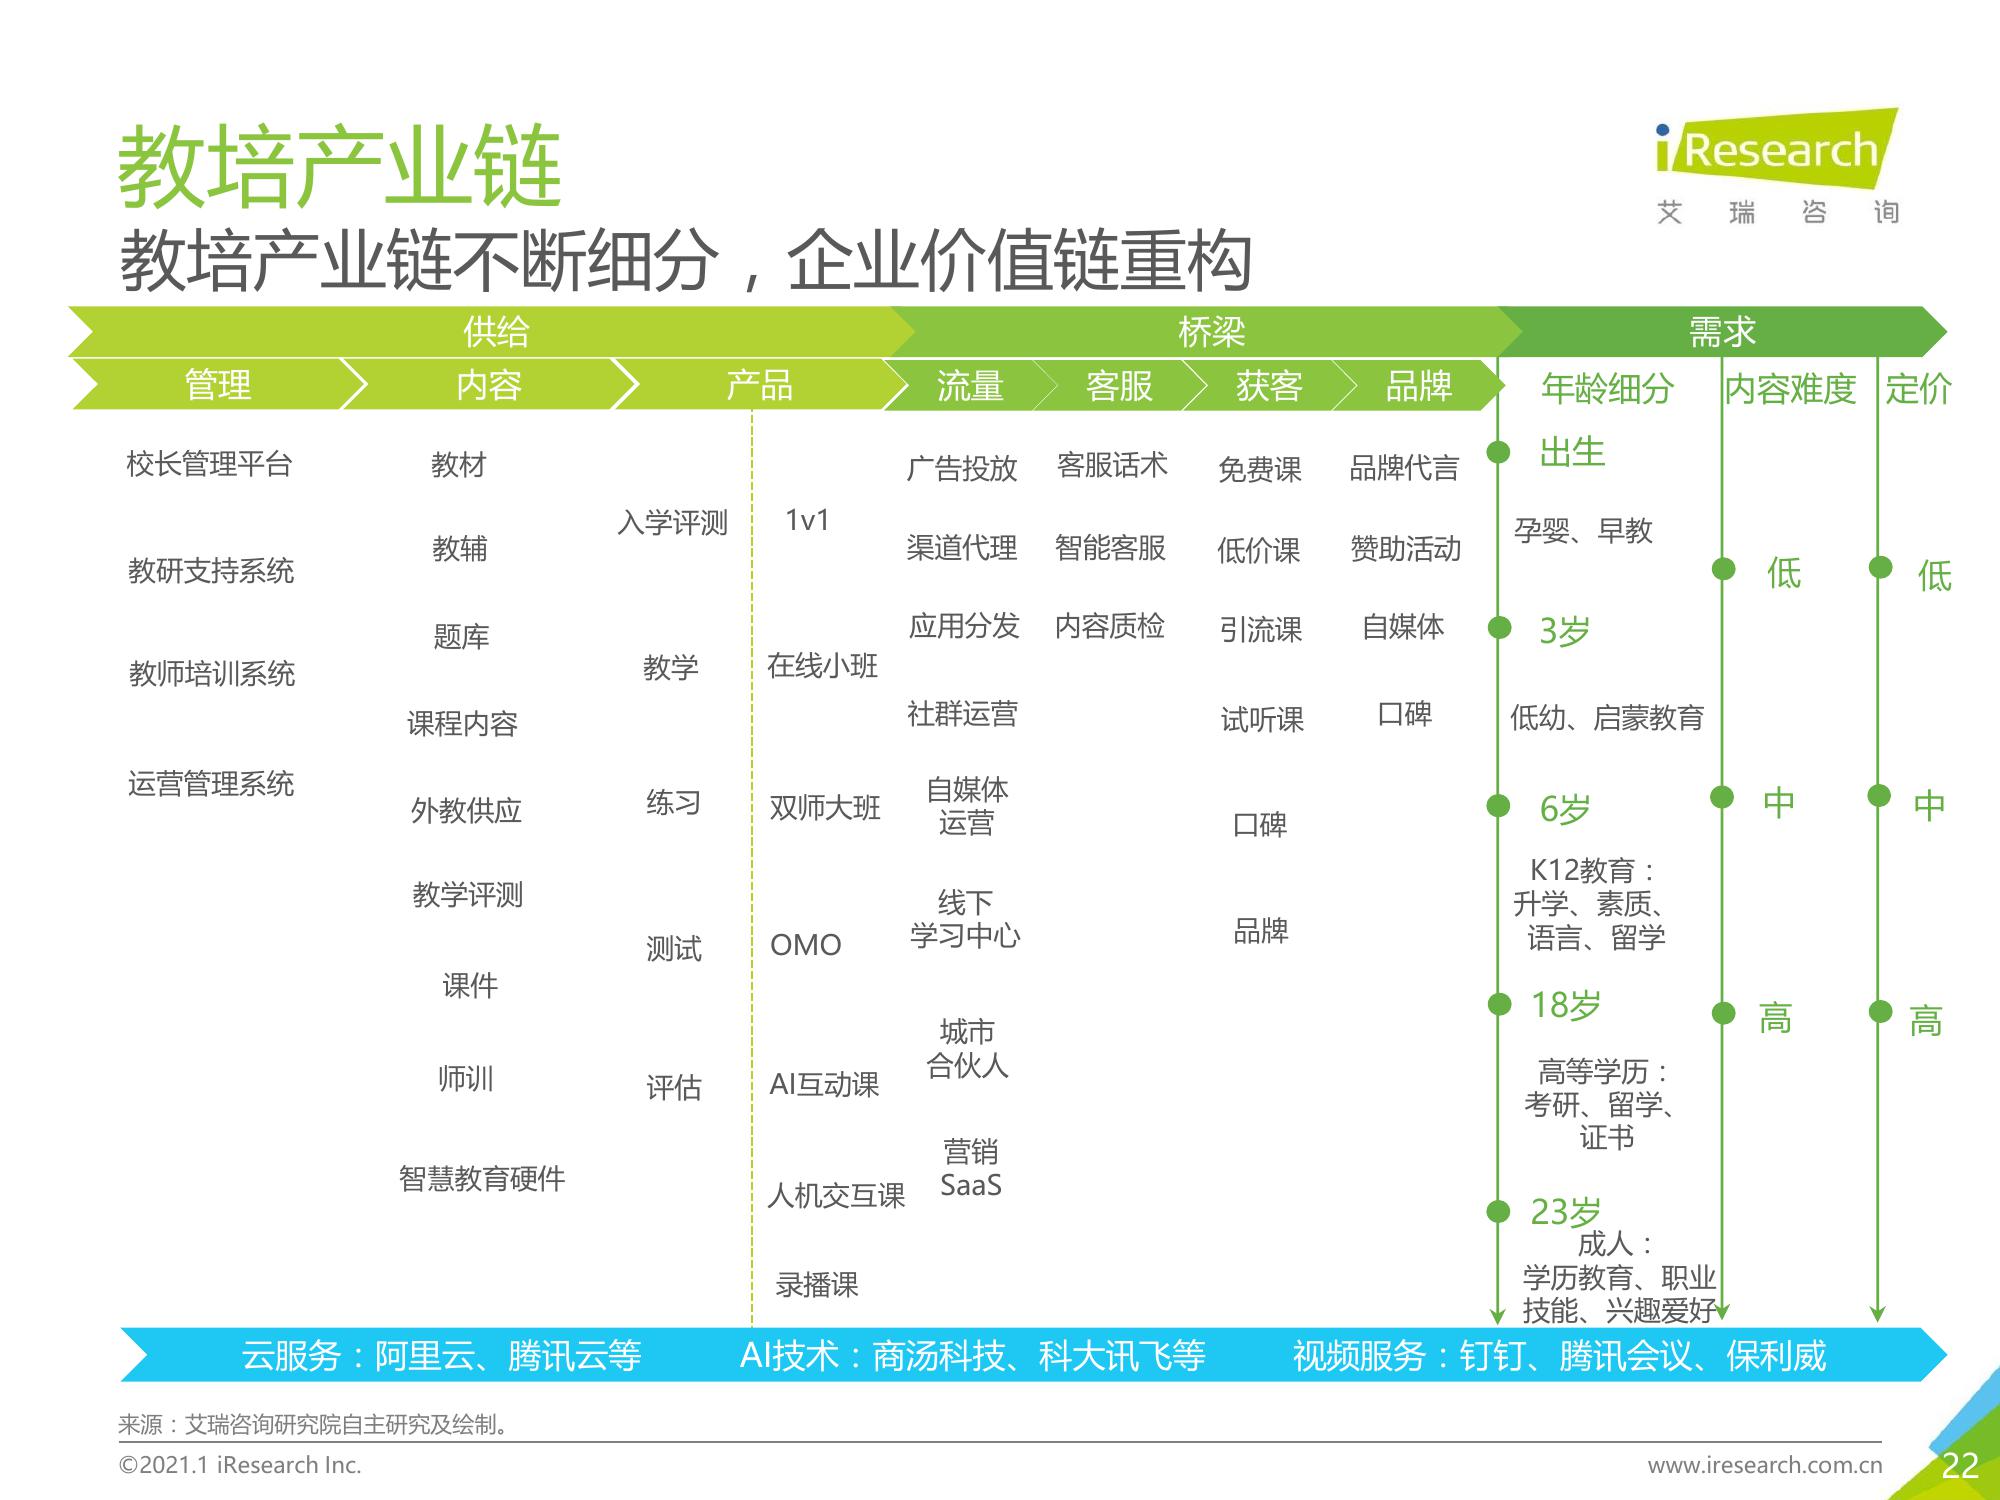 教培产业链
iResearch
艾瑞咨询
教培产业链不断细分，企业价值链重构
供给
桥梁
需求
管理
内容
产品
流量
客服
获客
品牌
年龄细分
内容难度
定价
校长管理平台
教研支持系统
教师培训系统
运营管理系统
教材
教辅
题库
课程内容
外教供应
教学评测
课件
师训
智慧教育硬件
入学评测
教学
练习
测试
评估
1v1
在线小班
双师大班
OMO
AI互动课
人机交互课
录播课
广告投放
渠道代理
应用分发
社群运营
自媒体
运营
线下
学习中心
城市
合伙人
营销
SaaS
客服话术
智能客服
内容质检
免费课
低价课
引流课
试听课
口碑
品牌
品牌代言
赞助活动
自媒体
口碑
出生
孕婴、早教
3岁
低幼、启蒙教育
6岁
K12教育：
升学、素质、
语言、留学
18岁
高等学历：
考研、留学、
证书
23岁
成人：
学历教育、职业
技能、兴趣爱好
低
中
高
低
中
高
云服务：阿里云、腾讯云等
AI技术：商汤科技、科大讯飞等
视频服务：钉钉、腾讯会议、保利威
来源：艾瑞咨询研究院自主研究及绘制。
©2021.1 iResearch Inc.
www.iresearch.com.cn
22